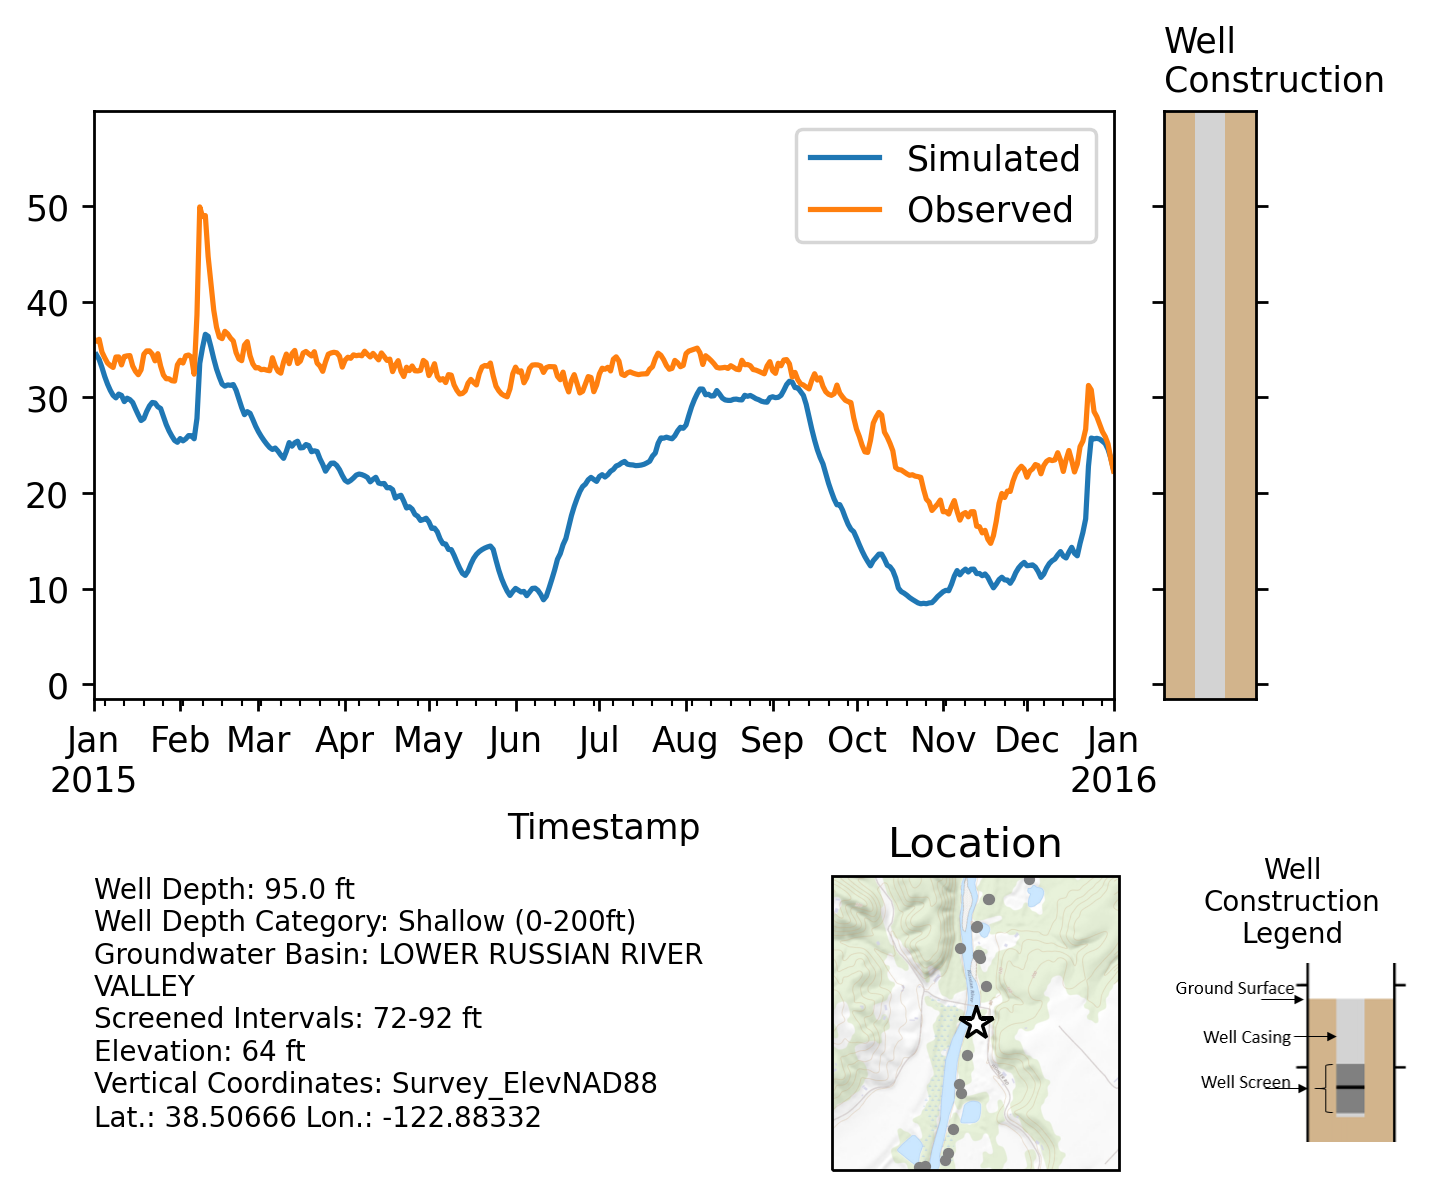 Well
Construction
Simulated
Observed
50
40
30
20
10
0
Jan Feb Mar Apr May Jun Jul Aug Sep Oct Nov Dec Jan
2015 2016
Timestamp
Well Depth: 95.0 ft
Well Depth Category: Shallow (0-200ft)
Groundwater Basin: LOWER RUSSIAN RIVER
VALLEY
Screened Intervals: 72-92 ft
Elevation: 64 ft
Vertical Coordinates: Survey_ElevNAD88
Lat.: 38.50666 Lon.: -122.88332
Location
Well
Construction
Legend
Ground Surface
Well Casing
Well Screen